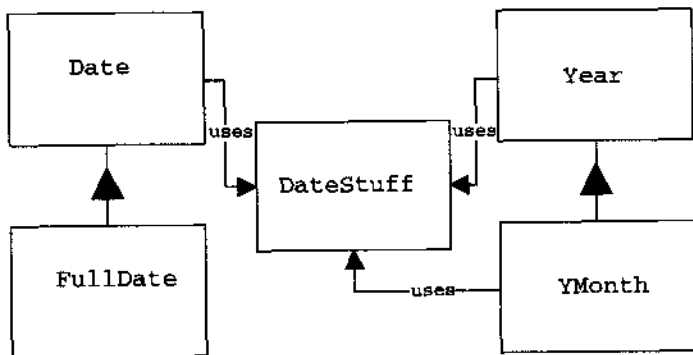 Date
Year
uses
uses
DateStuff
FullDate
uses
YMonth